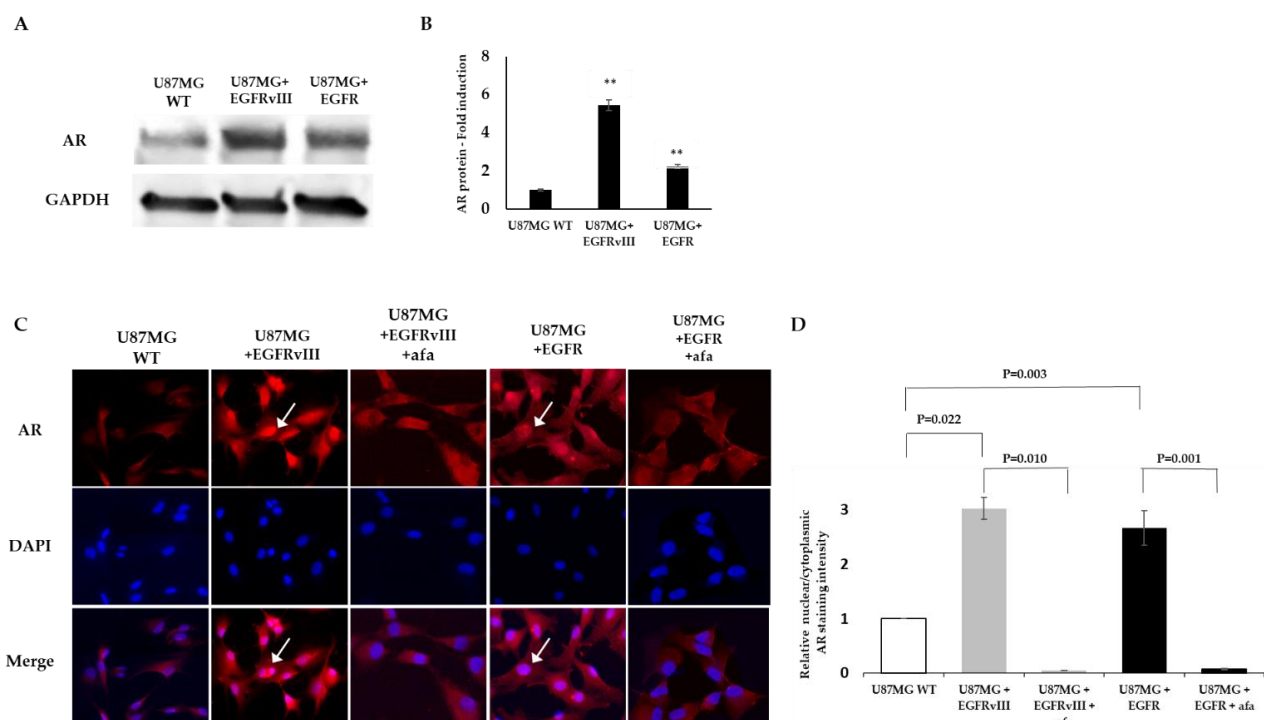 A
U87MG
WT
U87MG+
EGFRvIII
U87MG+
EGFR
AR
GAPDH
B
AR protein - Fold induction
8
6
4
2
0
**
**
U87MG WT
U87MG+
EGFRvIII
U87MG+
EGFR
C
U87MG
WT
U87MG
+EGFRvIII
U87MG
+EGFRvIII
+afa
U87MG
+EGFR
U87MG
+EGFR
+afa
AR
DAPI
Merge
D
P=0.003
P=0.022
P=0.010
P=0.001
Relative nuclear/cytoplasmic
AR staining intensity
3
2
1
0
U87MG WT
U87MG +
EGFRvIII
U87MG +
EGFRvIII +
U87MG +
EGFR
U87MG +
EGFR + afa